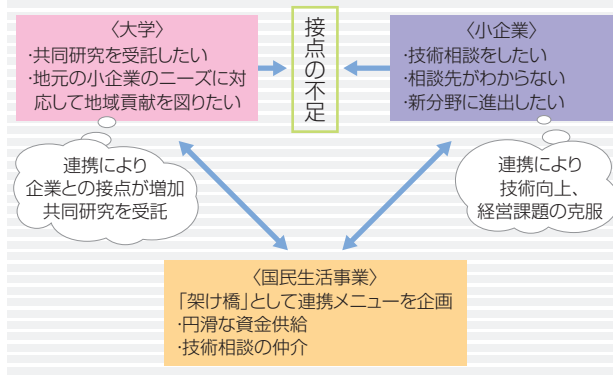 〈大学〉
・共同研究を受託したい
・地元の小企業のニーズに対
応して地域貢献を図りたい
接点の不足
〈小企業〉
・技術相談をしたい
・相談先がわからない
・新分野に進出したい
連携により
企業との接点が増加
共同研究を受託
連携により
技術向上、
経営課題の克服
〈国民生活事業〉
「架け橋」として連携メニューを企画
・円滑な資金供給
・技術相談の仲介